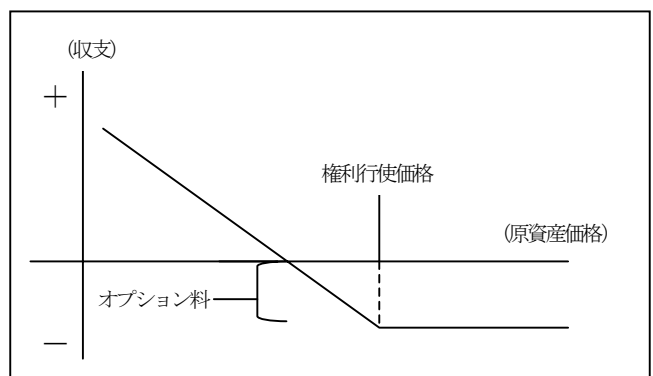 (収支)
＋
権利行使価格
(原資産価格)
オプション料
－